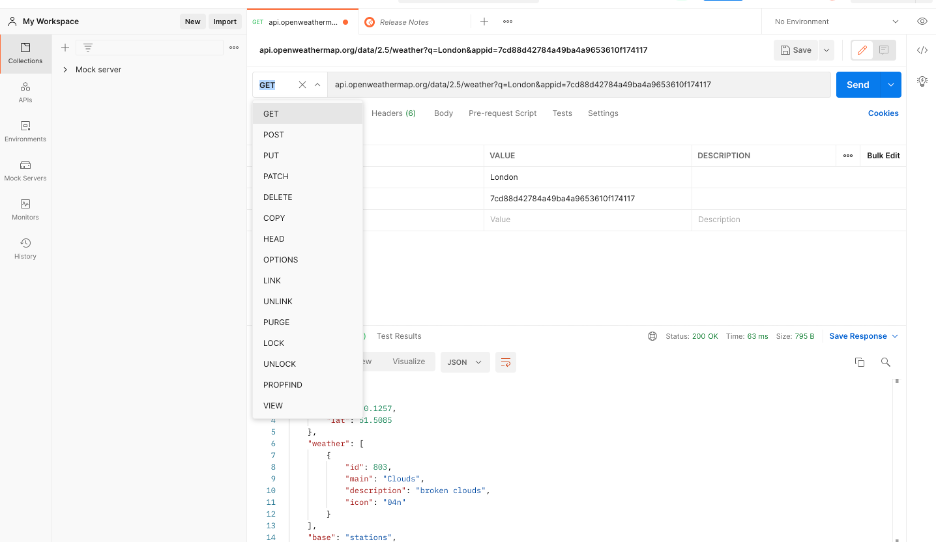 My Workspace
New
Import
GET api.openweatherm...
Release Notes
No Environment
Collections
APIs
Environments
Mock Servers
Monitors
History
Mock server
api.openweathermap.org/data/2.5/weather?q=London&appid=7cd88d42784a49ba4a9653610f174117
Save
GET
api.openweathermap.org/data/2.5/weather?q=London&appid=7cd88d42784a49ba4a9653610f174117
Send
Headers (6)
Body
Pre-request Script
Tests
Settings
Cookies
GET
POST
PUT
PATCH
DELETE
COPY
HEAD
OPTIONS
LINK
UNLINK
PURGE
LOCK
UNLOCK
PROPFIND
VIEW
VALUE
DESCRIPTION
Bulk Edit
London
7cd88d42784a49ba4a9653610f174117
Value
Description
Test Results
Status: 200 OK
Time: 63 ms
Size: 795 B
Save Response
Visualize
JSON
0.1257,
4 "lat": 51.5085
5 },
6 "weather": [
7 {
8 "id": 803,
9 "main": "Clouds",
10 "description": "broken clouds",
11 "icon": "04n"
12 }
13 ],
14 "base": "stations",